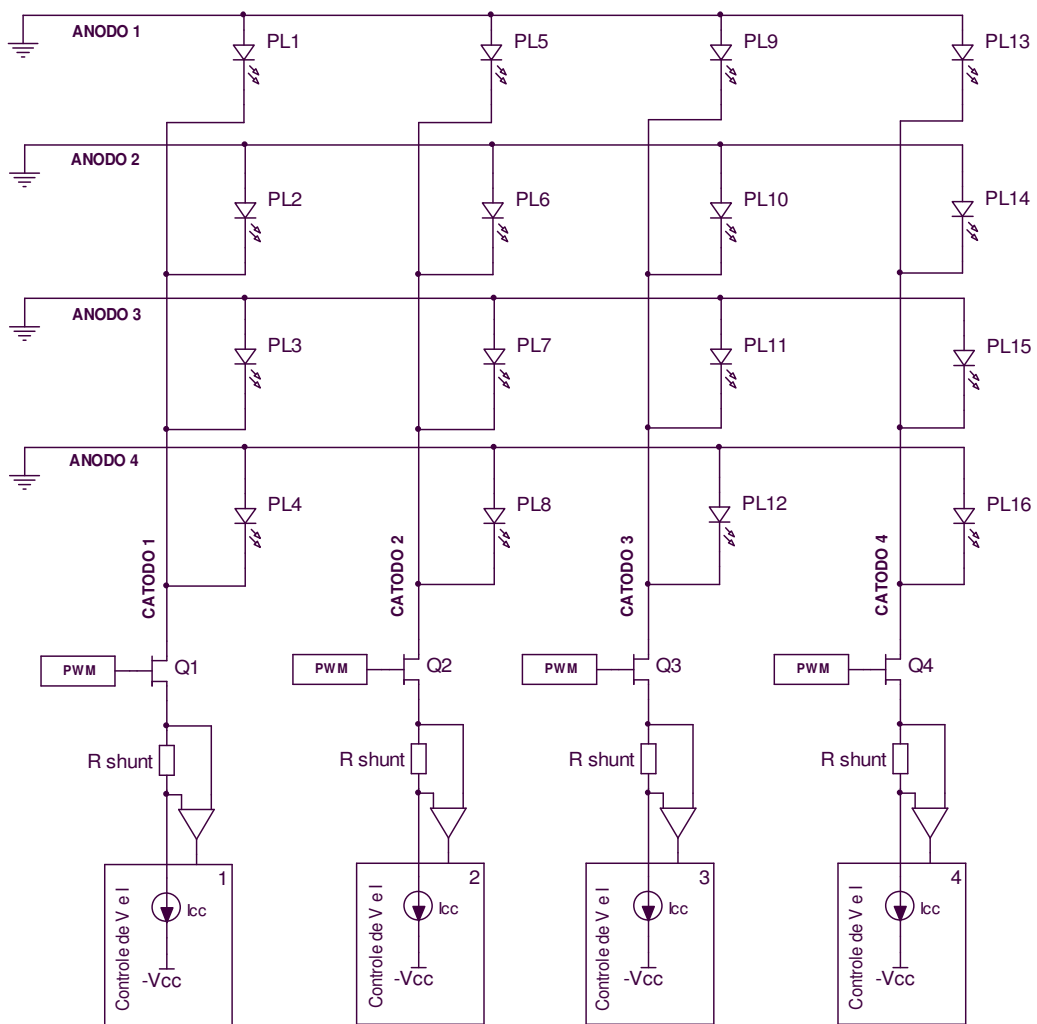 ANODO 1
PL1
PL5
PL9
PL13
ANODO 2
PL2
PL6
PL10
PL14
ANODO 3
PL3
PL7
PL11
PL15
ANODO 4
PL4
PL8
PL12
PL16
CATODO 1
CATODO 2
CATODO 3
CATODO 4
PWM
Q1
PWM
Q2
PWM
Q3
PWM
Q4
R shunt
R shunt
R shunt
R shunt
1
Controle de V e I
Icc
-Vcc
2
Controle de V e I
Icc
-Vcc
3
Controle de V e I
Icc
-Vcc
4
Controle de V e I
Icc
-Vcc